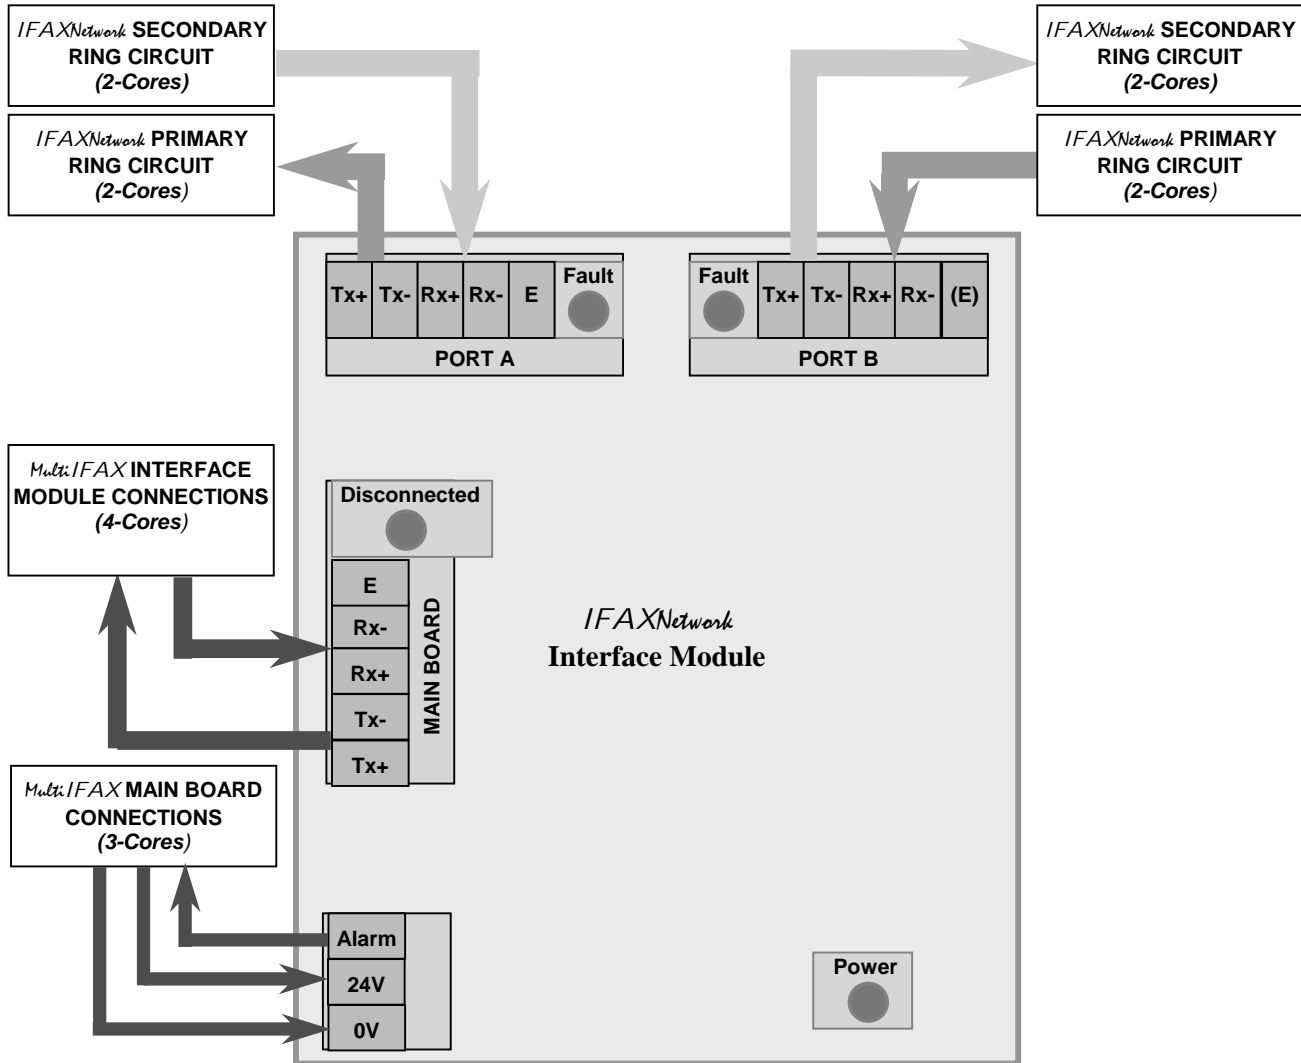 IFAXNetwork SECONDARY
RING CIRCUIT
(2-Cores)
IFAXNetwork PRIMARY
RING CIRCUIT
(2-Cores)
IFAXNetwork SECONDARY
RING CIRCUIT
(2-Cores)
IFAXNetwork PRIMARY
RING CIRCUIT
(2-Cores)
Tx+ Tx- Rx+ Rx- E Fault
PORT A
Fault Tx+ Tx- Rx+ Rx- (E)
PORT B
MultiIFAX INTERFACE
MODULE CONNECTIONS
(4-Cores)
Disconnected
E
Rx-
Rx+
Tx-
Tx+
MAIN BOARD
IFAXNetwork
Interface Module
MultiIFAX MAIN BOARD
CONNECTIONS
(3-Cores)
Alarm
24V
0V
Power